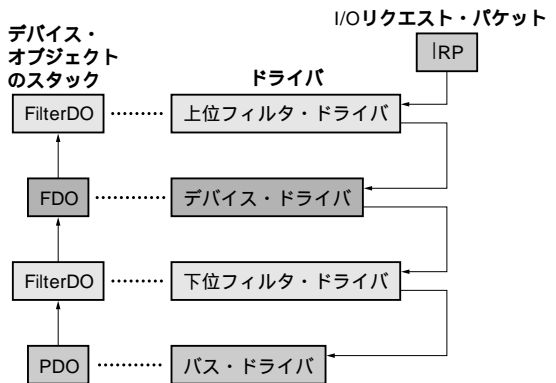 I/Oリクエスト・パケット
IRP
デバイス・
オブジェクト
のスタック
ドライバ
FilterDO
上位フィルタ・ドライバ
FDO
デバイス・ドライバ
FilterDO
下位フィルタ・ドライバ
PDO
バス・ドライバ